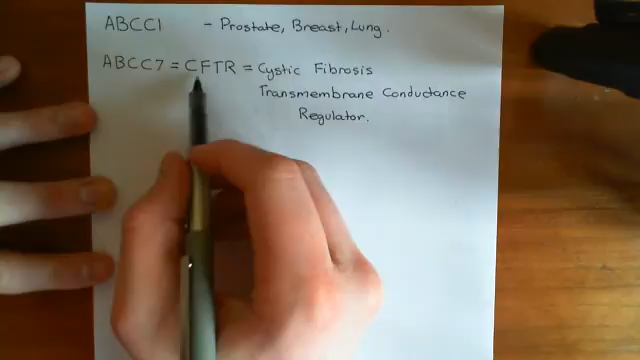 ABCC1 - Prostate, Breast, Lung.
ABCC7 = CFTR = Cystic Fibrosis
Transmembrane Conductance
Regulator.